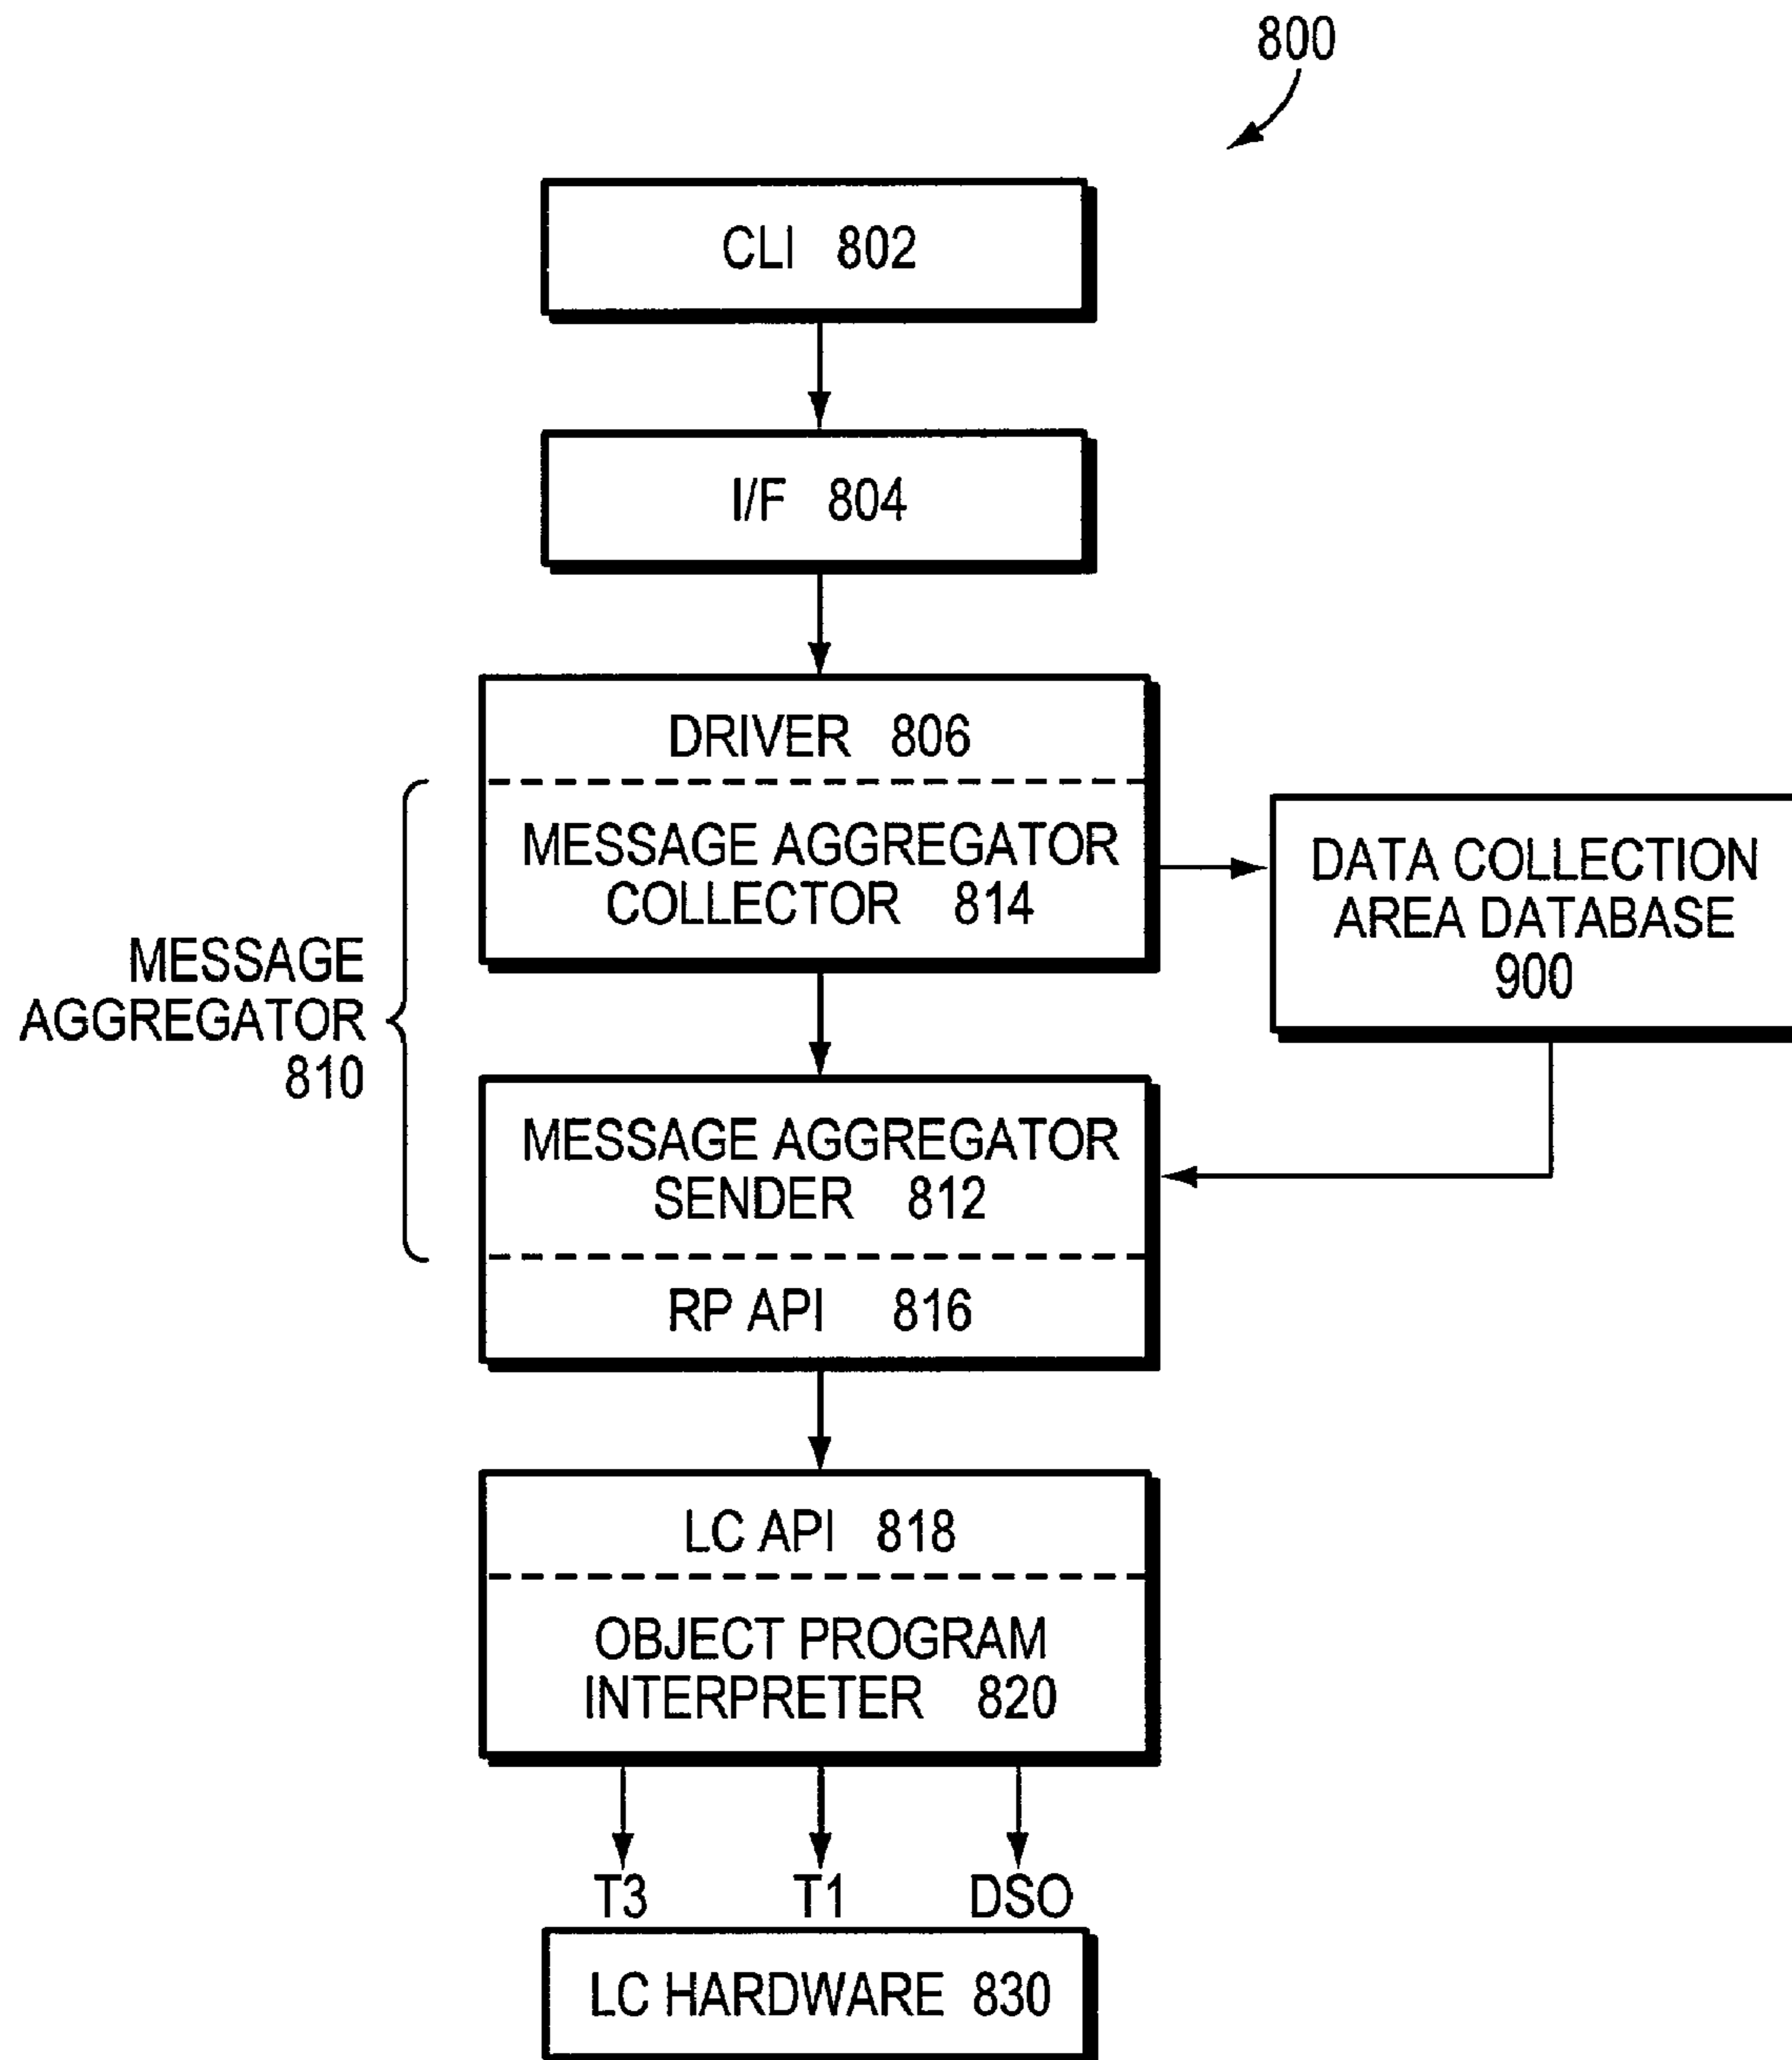 800
CLI 802
I/F 804
DRIVER 806
MESSAGE AGGREGATOR
COLLECTOR 814
DATA COLLECTION
AREA DATABASE
900
MESSAGE
AGGREGATOR
810
MESSAGE AGGREGATOR
SENDER 812
RP API 816
LC API 818
OBJECT PROGRAM
INTERPRETER 820
T3 T1 DSO
LC HARDWARE 830